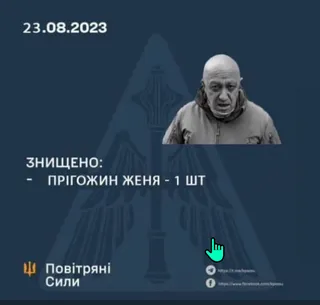 23.08.2023
ЗНИЩЕНО:
- ПРІГОЖИН ЖЕНЯ - 1 ШТ
Повітряні
Сили